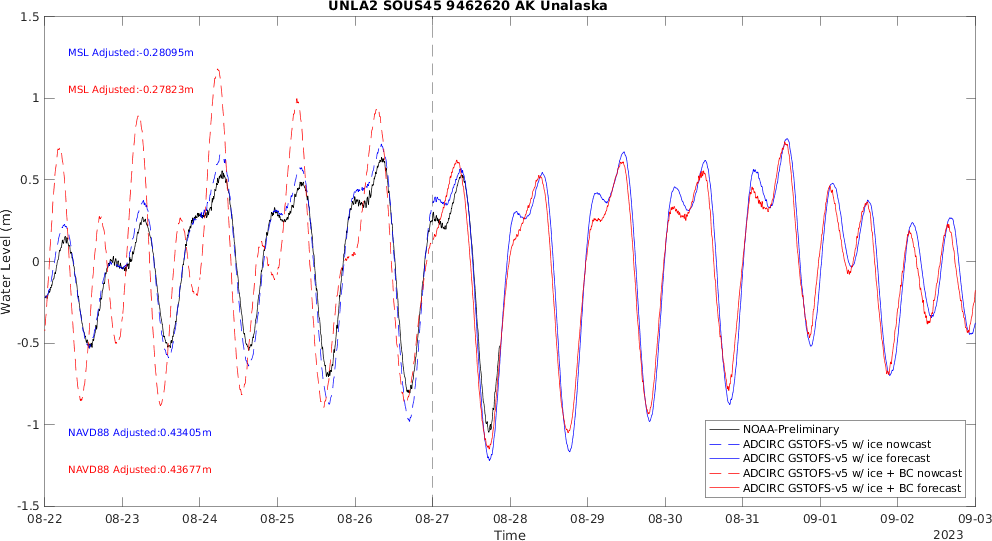 UNLA2 SOUS45 9462620 AK Unalaska
1.5
1
0.5
0
-0.5
-1
-1.5
Water Level (m)
MSL Adjusted:-0.28095m
MSL Adjusted:-0.27823m
NAVD88 Adjusted:0.43405m
NAVD88 Adjusted:0.43677m
NOAA-Preliminary
ADCIRC GSTOFS-v5 w/ ice nowcast
ADCIRC GSTOFS-v5 w/ ice forecast
ADCIRC GSTOFS-v5 w/ ice + BC nowcast
ADCIRC GSTOFS-v5 w/ ice + BC forecast
08-22 08-23 08-24 08-25 08-26 08-27 08-28 08-29 08-30 08-31 09-01 09-02 09-03
Time
2023